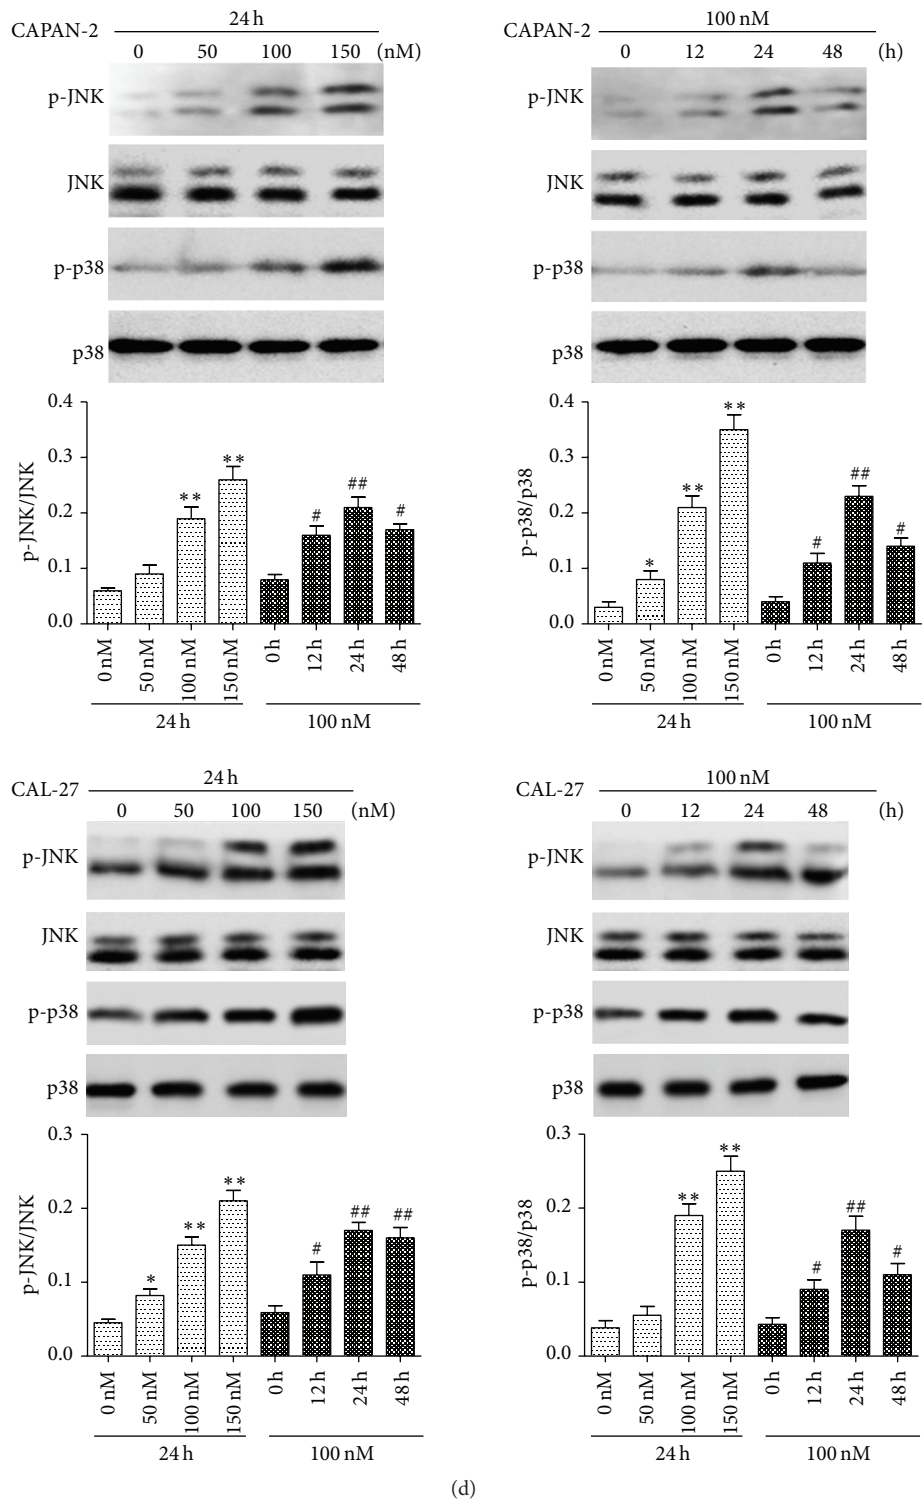 24 h
CAPAN-2
0 50 100 150 (nM)
p-JNK
JNK
p-p38
p38
100 nM
CAPAN-2
0 12 24 48 (h)
p-JNK
JNK
p-p38
p38
0.4
0.3
0.2
0.1
0.0
p-JNK/JNK
** ** # ## #
0 nM 50 nM 100 nM 150 nM 0 h 12 h 24 h 48 h
24 h 100 nM
0.4
0.3
0.2
0.1
0.0
p-p38/p38
* ** ** # ## #
0 nM 50 nM 100 nM 150 nM 0 h 12 h 24 h 48 h
24 h 100 nM
24 h
CAL-27
0 50 100 150 (nM)
p-JNK
JNK
p-p38
p38
100 nM
CAL-27
0 12 24 48 (h)
p-JNK
JNK
p-p38
p38
0.3
0.2
0.1
0.0
p-JNK/JNK
* ** ** # ## ##
0 nM 50 nM 100 nM 150 nM 0 h 12 h 24 h 48 h
24 h 100 nM
0.3
0.2
0.1
0.0
p-p38/p38
** ** # ## #
0 nM 50 nM 100 nM 150 nM 0 h 12 h 24 h 48 h
24 h 100 nM
(d)